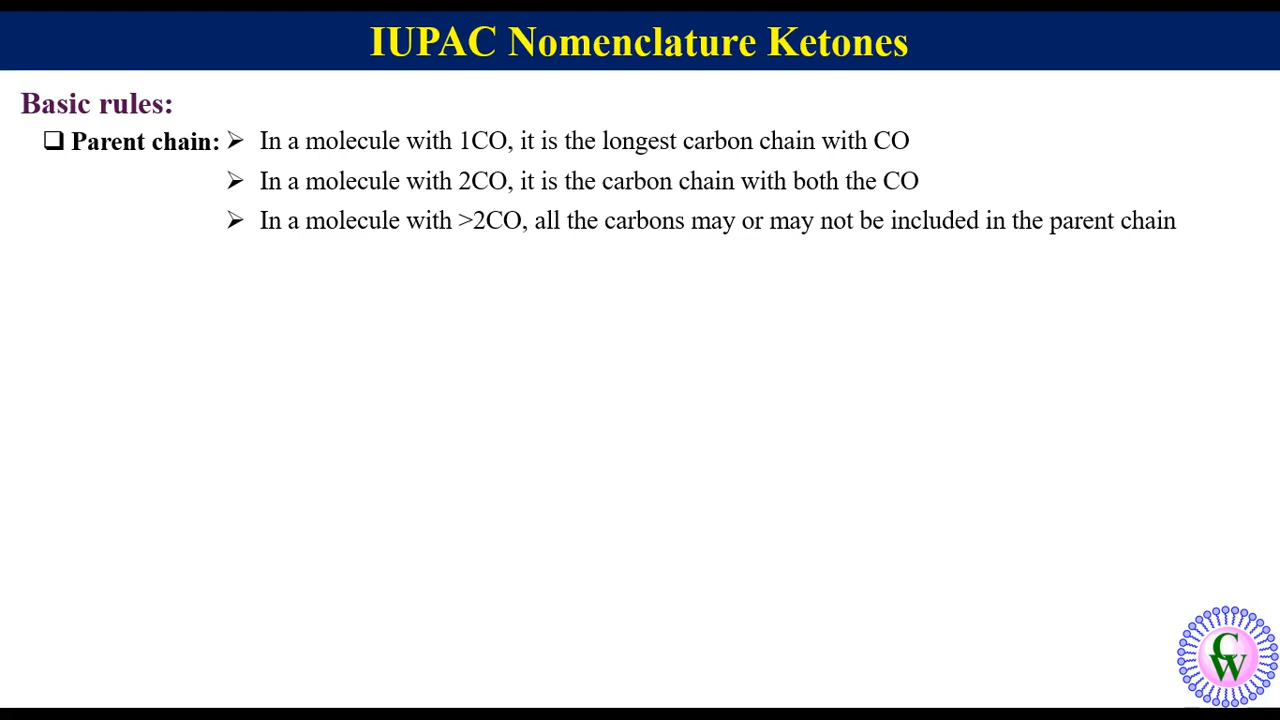 IUPAC Nomenclature Ketones
Basic rules:
❑ Parent chain: ➢ In a molecule with 1CO, it is the longest carbon chain with CO
➢ In a molecule with 2CO, it is the carbon chain with both the CO
➢ In a molecule with >2CO, all the carbons may or may not be included in the parent chain
CW